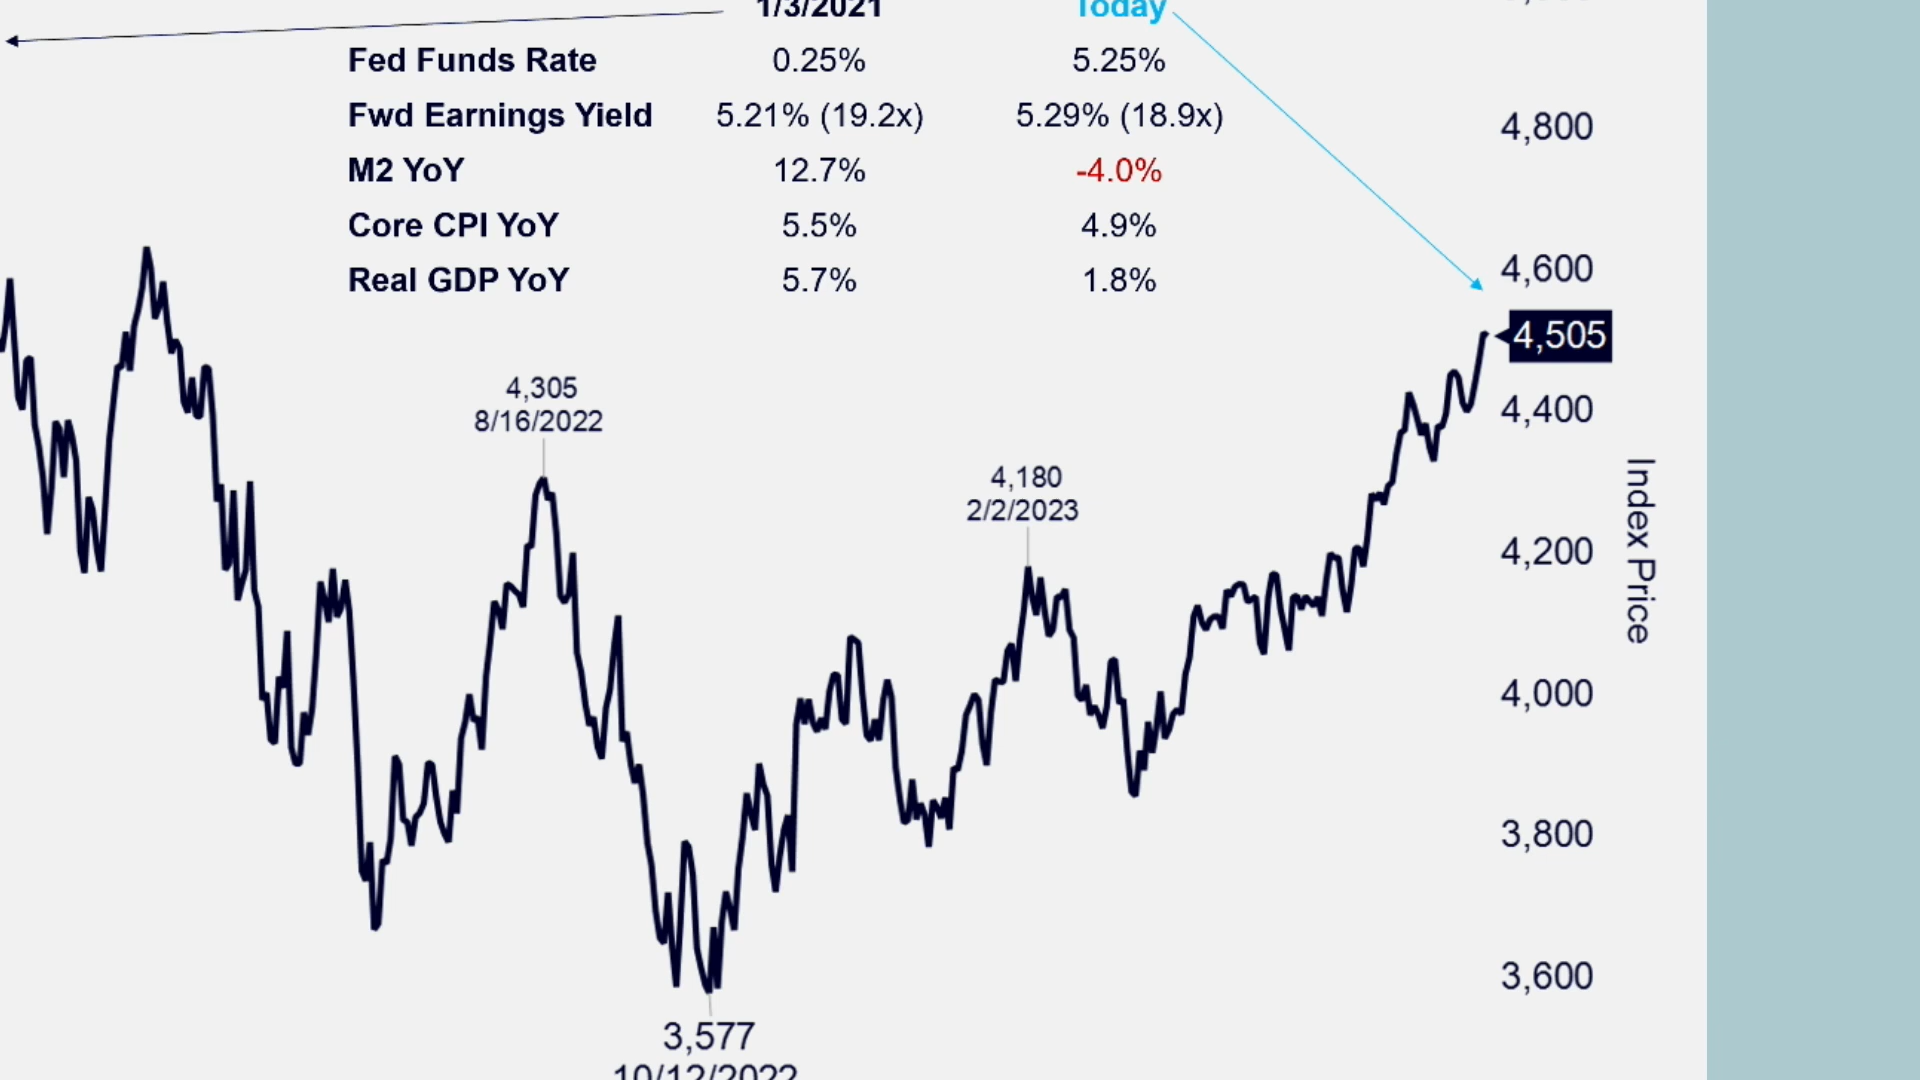 1/3/2021 Today
Fed Funds Rate 0.25% 5.25%
Fwd Earnings Yield 5.21% (19.2x) 5.29% (18.9x)
M2 YoY 12.7% -4.0%
Core CPI YoY 5.5% 4.9%
Real GDP YoY 5.7% 1.8%
4,305
8/16/2022
4,180
2/2/2023
3,577
10/12/2022
4,800
4,600
4,505
4,400
4,200
4,000
3,800
3,600
Index Price